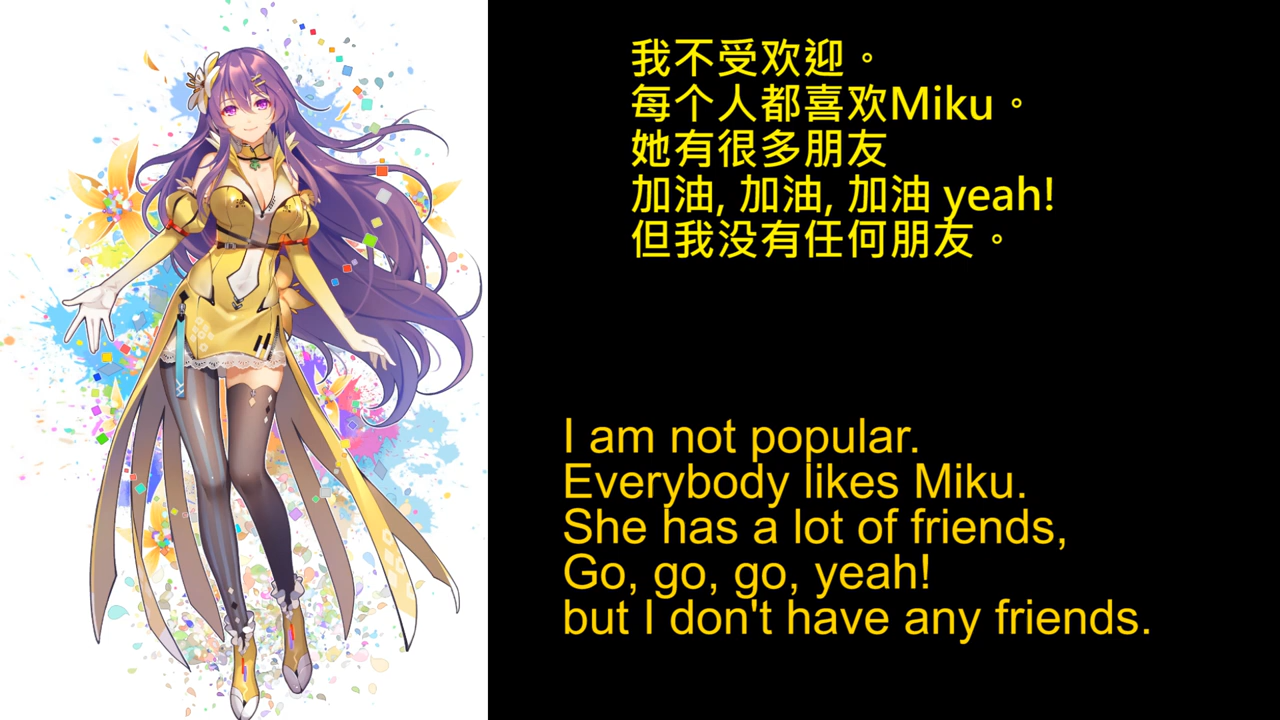 我不受欢迎。
每个人都喜欢Miku。
她有很多朋友
加油, 加油, 加油 yeah!
但我没有任何朋友。
I am not popular.
Everybody likes Miku.
She has a lot of friends,
Go, go, go, yeah!
but I don't have any friends.